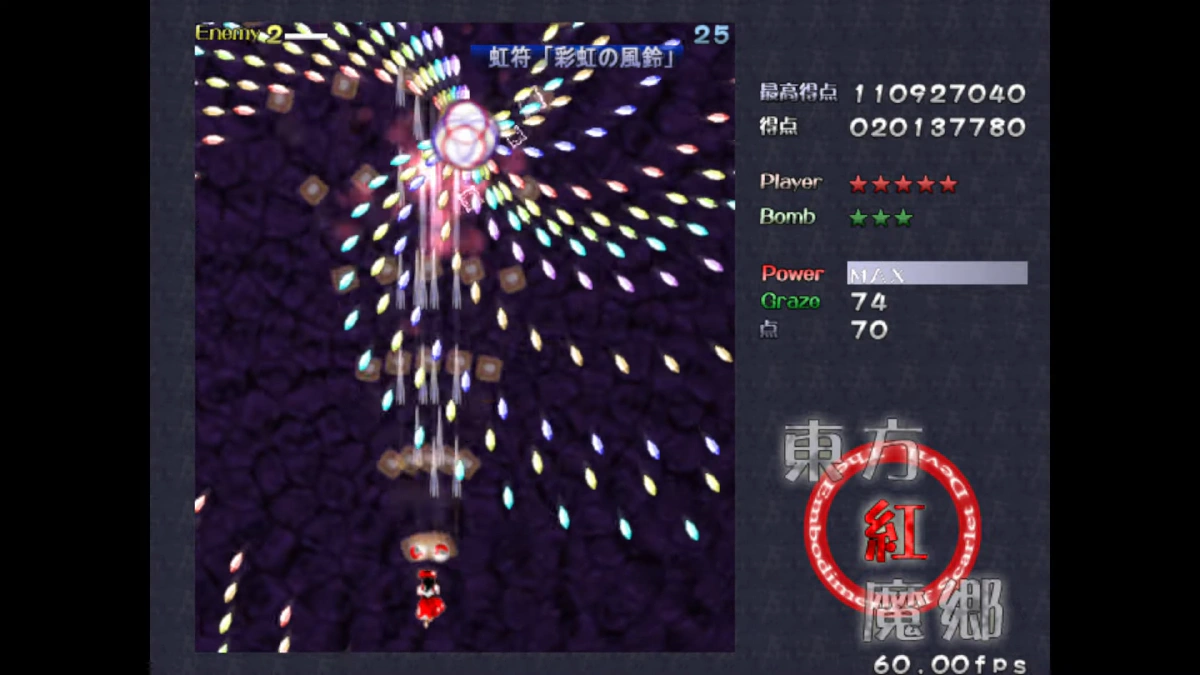 Enemy 2 25
虹符「彩虹の風鈴」
最高得点 110927040
得点 020137780
Player ★★★★★
Bomb ★★★
Power MAX
Graze 74
点 70
東方
紅
魔郷
the Embodiment of Scarlet Devil
60.00fps